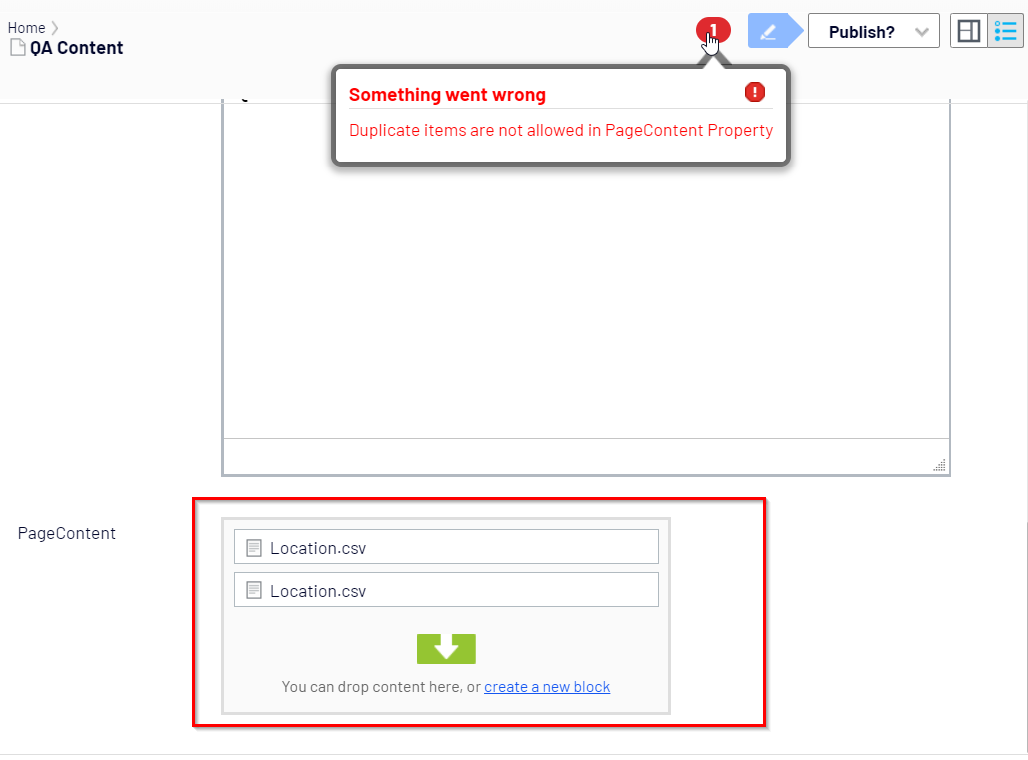 Home
QA Content
1
Publish?
Something went wrong
Duplicate items are not allowed in PageContent Property
PageContent
Location.csv
Location.csv
You can drop content here, or create a new block